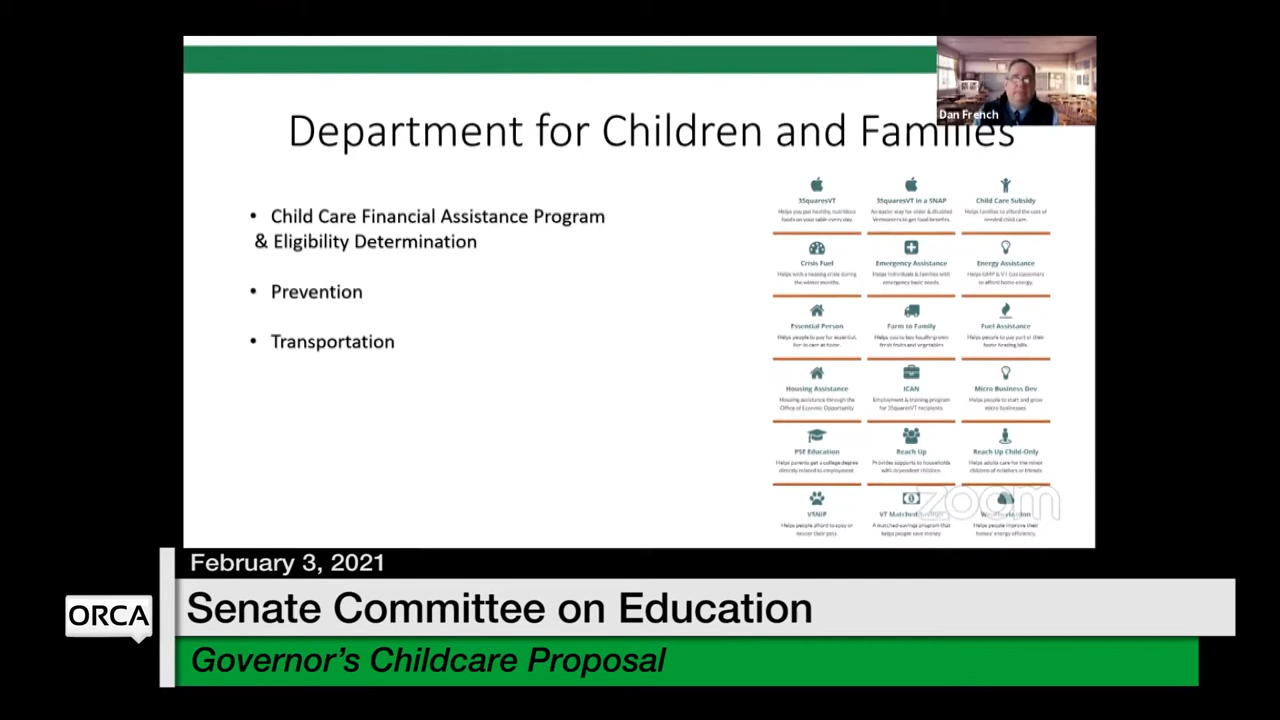 Dan French
Department for Children and Families
• Child Care Financial Assistance Program
& Eligibility Determination
• Prevention
• Transportation
3SquaresVT
Helps you put healthy, nutritious
foods on your table every day.
3SquaresVT in a SNAP
An easier way for older & disabled
Vermonters to get food benefits.
Child Care Subsidy
Helps families to afford the cost of
needed child care.
Crisis Fuel
Helps with a heating crisis during
the winter months.
Emergency Assistance
Helps individuals & families with
emergency basic needs.
Energy Assistance
Helps GMP & VT Gas customers
to afford home energy.
Essential Person
Helps people to pay for essential,
live-in care at home.
Farm to Family
Helps you to buy locally-grown
fresh fruits and vegetables
Fuel Assistance
Helps people to pay part of their
home heating bills.
Housing Assistance
Housing assistance through the
Office of Economic Opportunity
ICAN
Employment & training program
for 3SquaresVT recipients.
Micro Business Dev
Helps people to start and grow
micro businesses
PSE Education
Helps parents get a college degree
directly related to employment
Reach Up
Provides supports to households
with dependent children.
Reach Up Child-Only
Helps adults care for the minor
children of relatives or friends
VSNIP
Helps people afford to spay or
neuter their pets
VT Matched Savings
A matched-savings program that
helps people save money.
Weatherization
Helps people improve their
homes' energy efficiency.
zoom
February 3, 2021
ORCA
Senate Committee on Education
Governor's Childcare Proposal